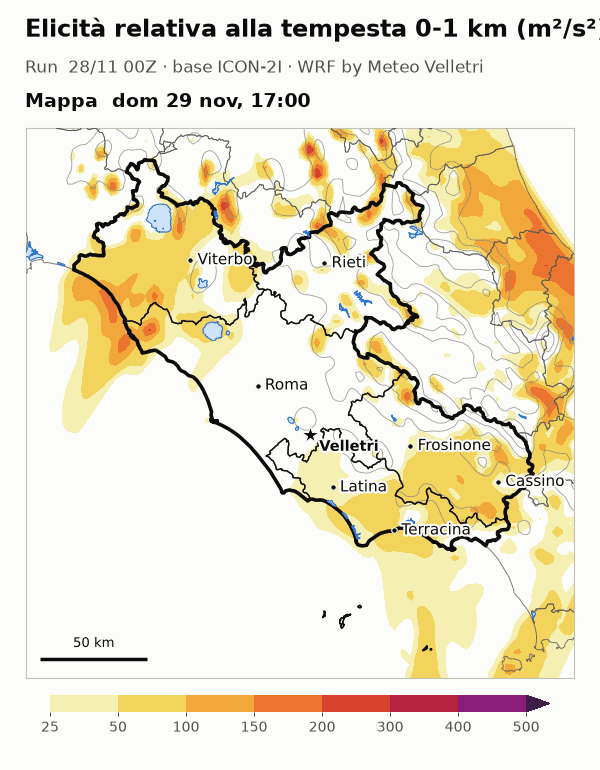 Elicità relativa alla tempesta 0-1 km (m²/s²)
Run  28/11 00Z · base ICON-2I · WRF by Meteo Velletri
Mappa  dom 29 nov, 17:00
Viterbo
Rieti
Roma
Velletri
Frosinone
Cassino
Latina
Terracina
50 km
25 50 100 150 200 300 400 500